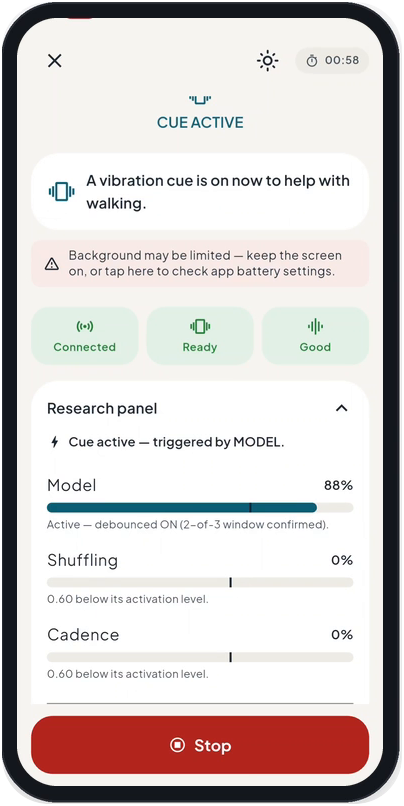 00:58
CUE ACTIVE
A vibration cue is on now to help with
walking.
Background may be limited — keep the screen
on, or tap here to check app battery settings.
Connected
Ready
Good
Research panel
Cue active — triggered by MODEL.
Model
88%
Active — debounced ON (2-of-3 window confirmed).
Shuffling
0%
0.60 below its activation level.
Cadence
0%
0.60 below its activation level.
Stop